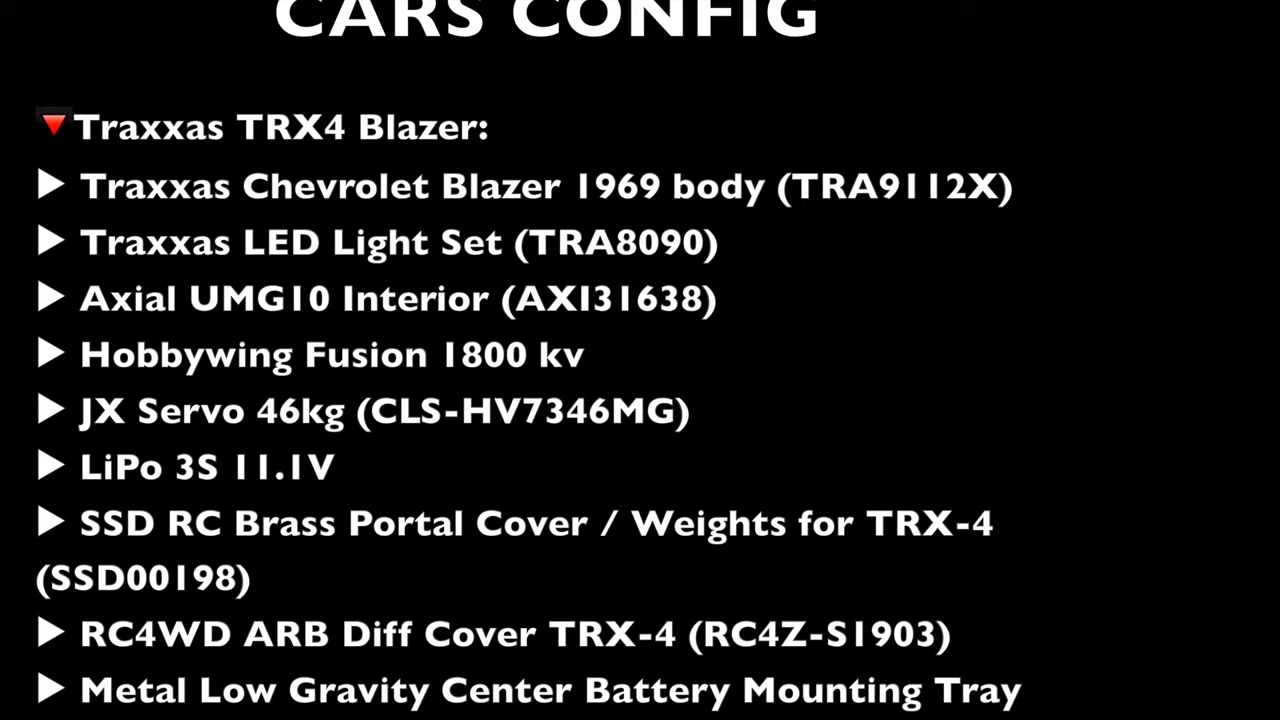 CARS CONFIG
🔻Traxxas TRX4 Blazer:
▶ Traxxas Chevrolet Blazer 1969 body (TRA9112X)
▶ Traxxas LED Light Set (TRA8090)
▶ Axial UMG10 Interior (AXI31638)
▶ Hobbywing Fusion 1800 kv
▶ JX Servo 46kg (CLS-HV7346MG)
▶ LiPo 3S 11.1V
▶ SSD RC Brass Portal Cover / Weights for TRX-4
(SSD00198)
▶ RC4WD ARB Diff Cover TRX-4 (RC4Z-S1903)
▶ Metal Low Gravity Center Battery Mounting Tray